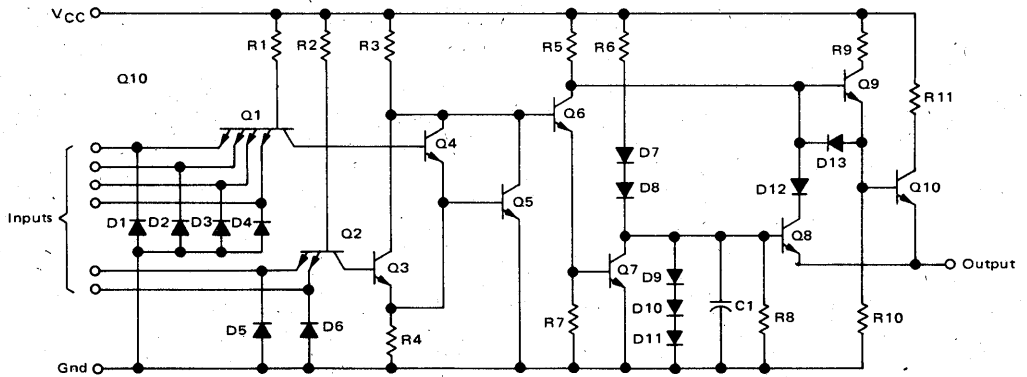 VCC
R1 R2 R3 R5 R6 R9
Q10
Q9
R11
Q1
Q6
Q4
D7
D13
D8
D12
Q10
Q5
Inputs
D1 D2 D3 D4
Q2
Q8
Q3
Q7
D9
Output
D10
C1
D5 D6
R4
R7
D11
R8
R10
Gnd